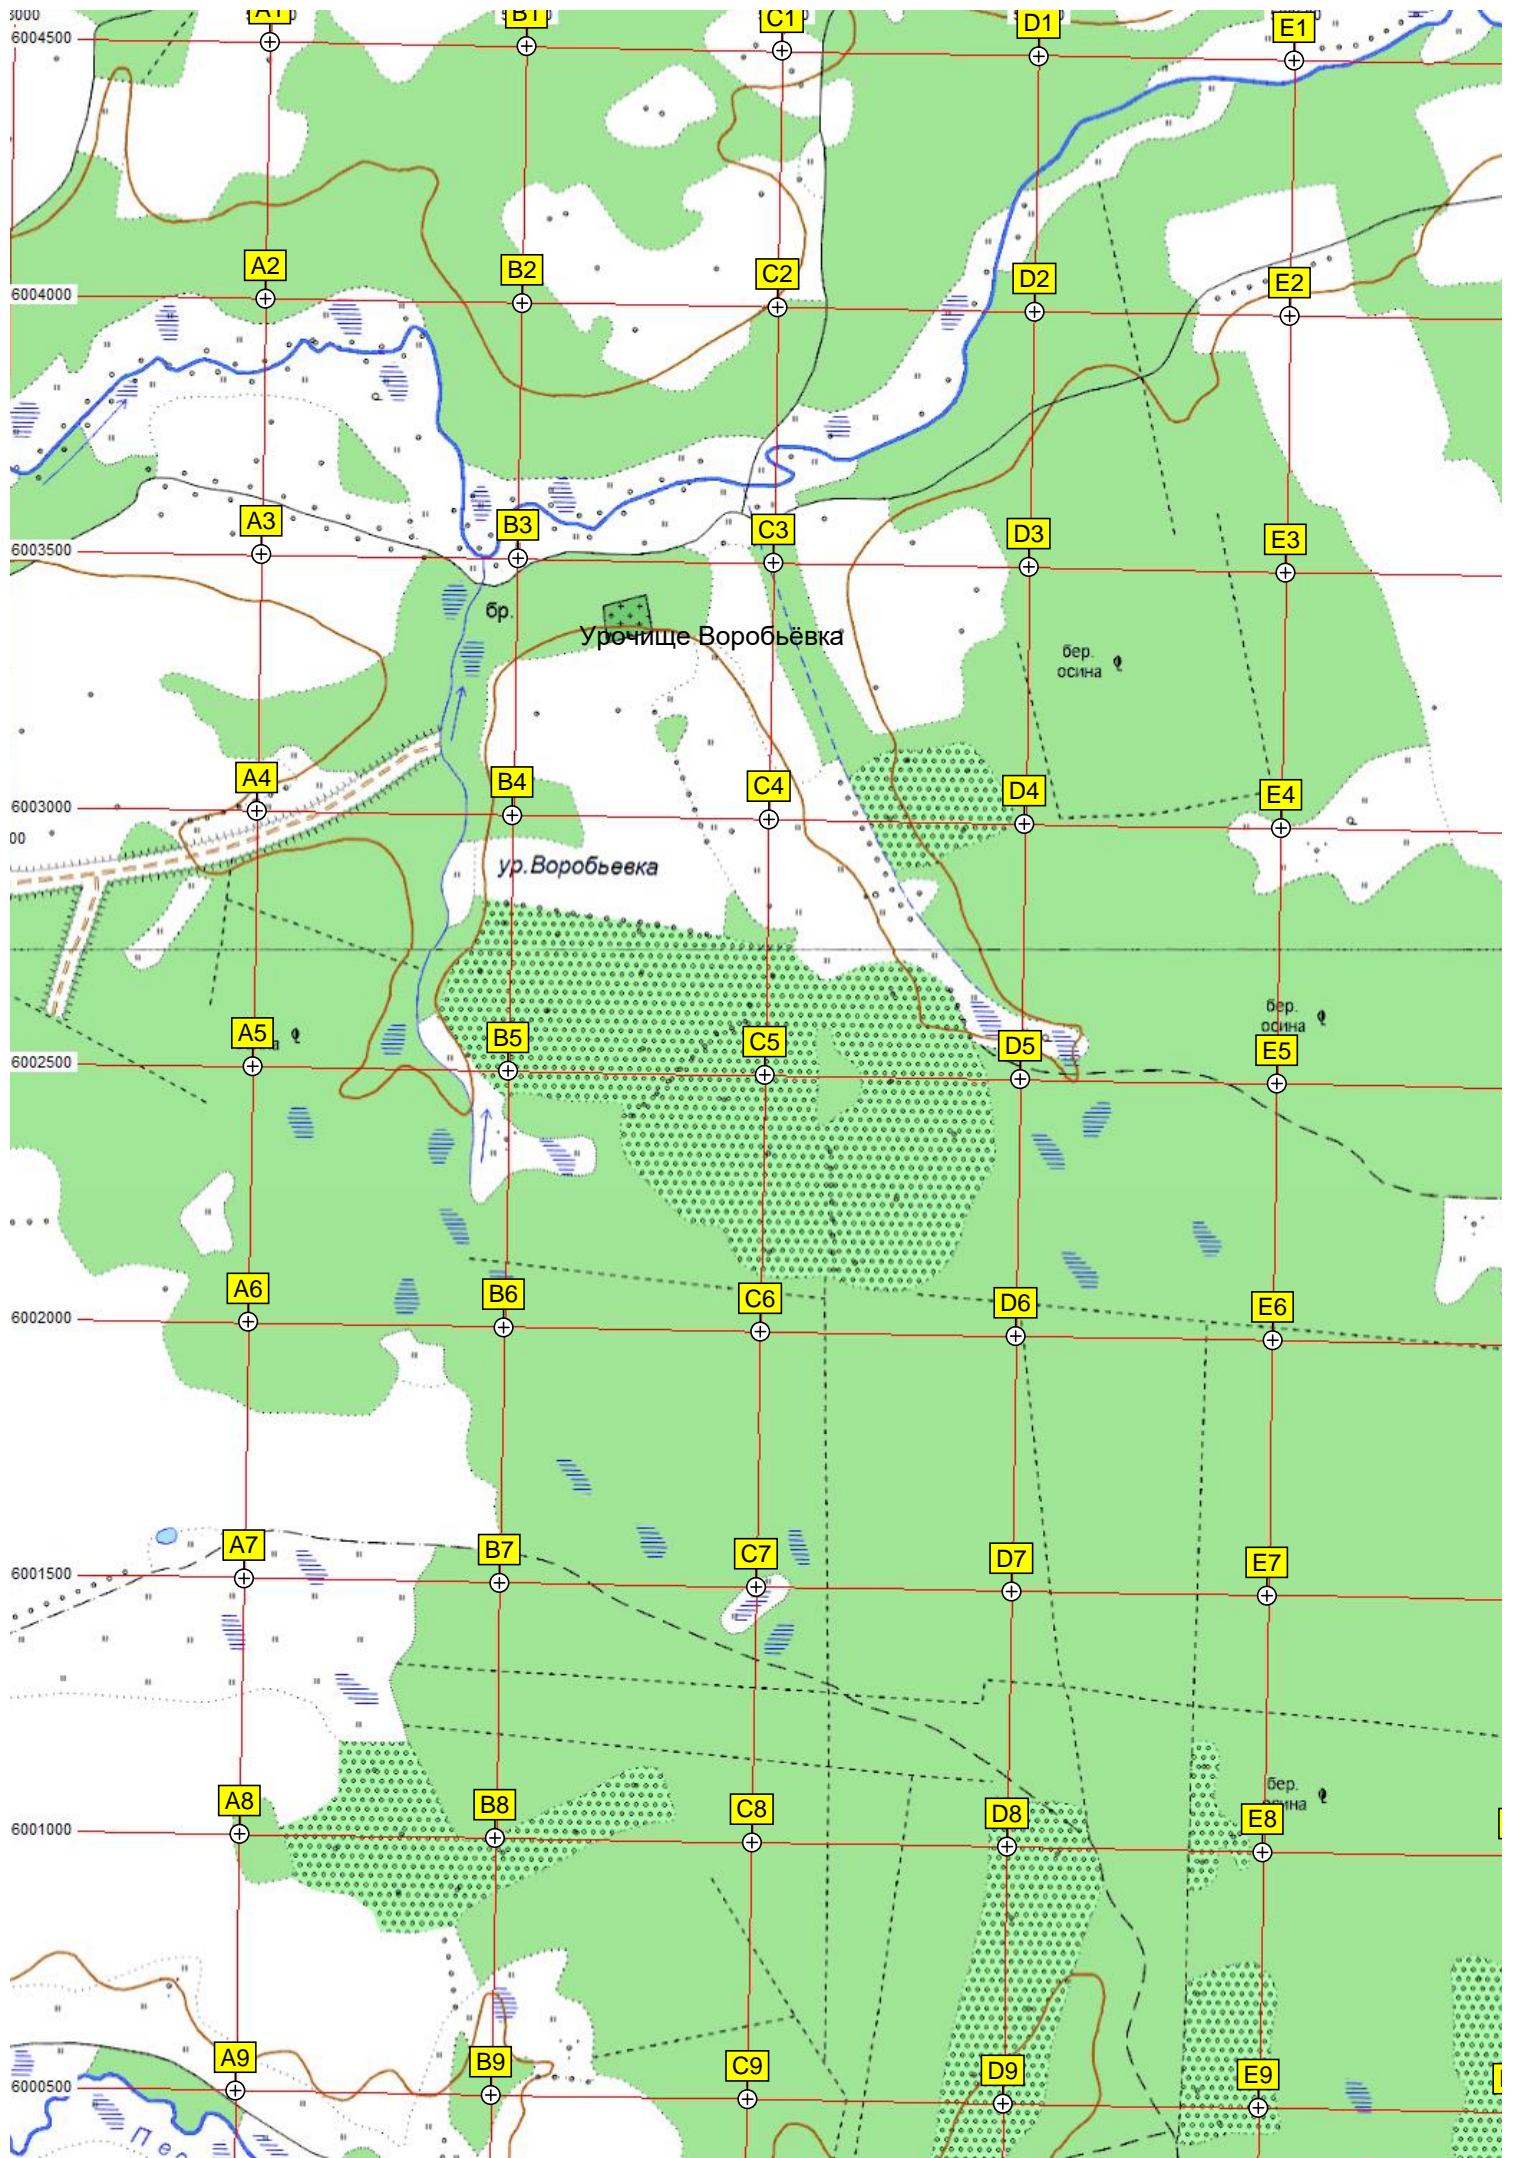 A1 B1 C1 D1 E1
6004500
A2 B2 C2 D2 E2
6004000
A3 B3 C3 D3 E3
6003500
бр.
Урочище Воробьёвка
бер.
осина
A4 B4 C4 D4 E4
6003000
00
ур.Воробьевка
бер.
осина
A5 B5 C5 D5 E5
6002500
A6 B6 C6 D6 E6
6002000
A7 B7 C7 D7 E7
6001500
бер.
A8 B8 C8 D8 E8
6001000
A9 B9 C9 D9 E9
6000500